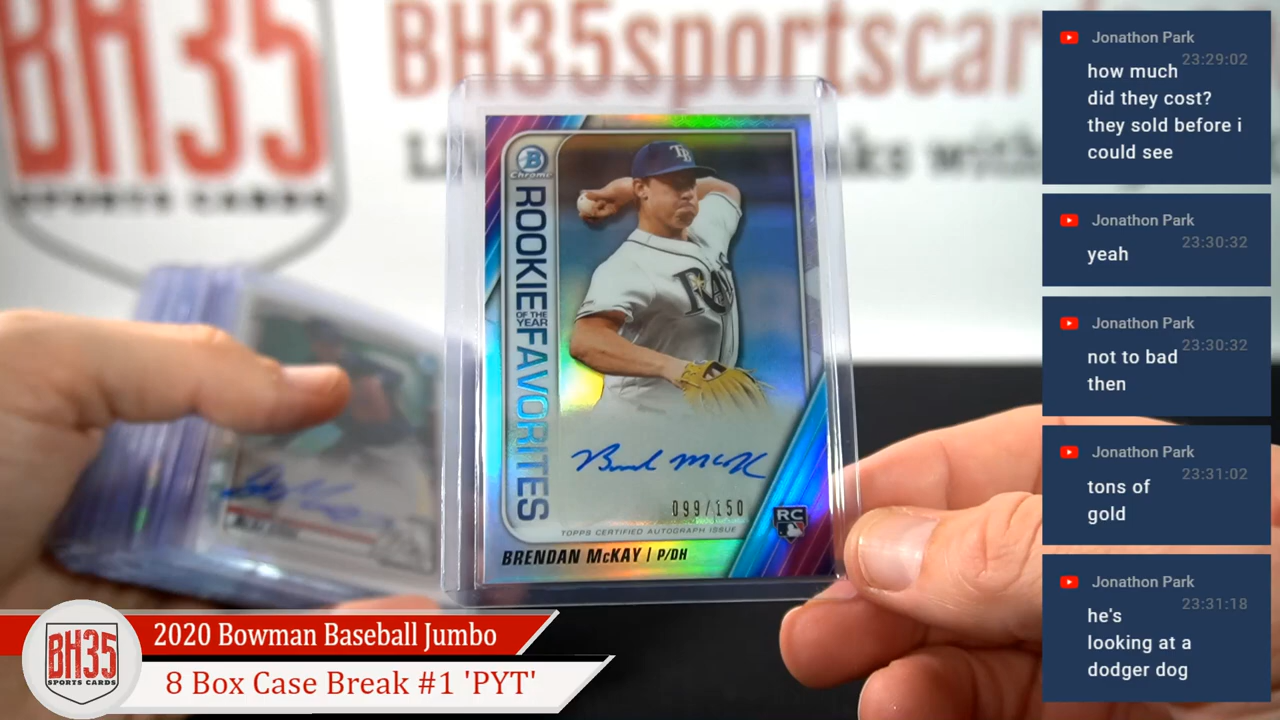 BH35
SPORTS CARDS
BH35sportscar
B
Chrome
ROOKIE
OF THE
YEAR
FAVORITES
TB
RA
099/150
TOPPS CERTIFIED AUTOGRAPH ISSUE
RC
BRENDAN McKAY | P/DH
BH35
SPORTS CARDS
2020 Bowman Baseball Jumbo
8 Box Case Break #1 'PYT'
Jonathon Park
23:29:02
how much
did they cost?
they sold before i
could see
Jonathon Park
23:30:32
yeah
Jonathon Park
23:30:32
not to bad
then
Jonathon Park
23:31:02
tons of
gold
Jonathon Park
23:31:18
he's
looking at a
dodger dog